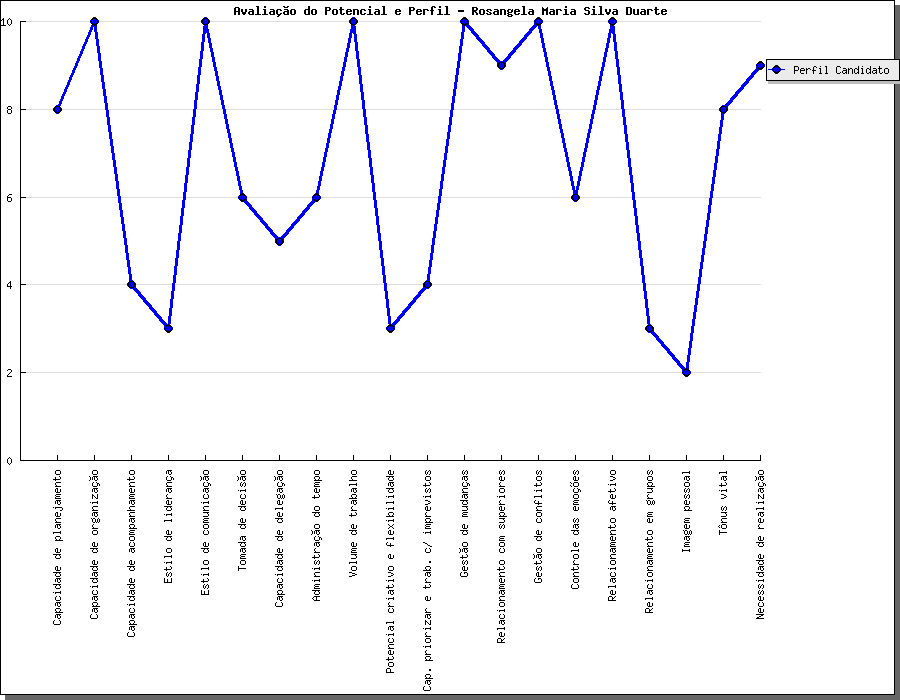 Avaliação do Potencial e Perfil - Rosangela Maria Silva Duarte
10
8
6
4
2
0
Perfil Candidato
Capacidade de planejamento
Capacidade de organização
Capacidade de acompanhamento
Estilo de liderança
Estilo de comunicação
Tomada de decisão
Capacidade de delegação
Administração do tempo
Volume de trabalho
Potencial criativo e flexibilidade
Cap. priorizar e trab. c/ imprevistos
Gestão de mudanças
Relacionamento com superiores
Gestão de conflitos
Controle das emoções
Relacionamento afetivo
Relacionamento em grupos
Imagem pessoal
Tônus vital
Necessidade de realização